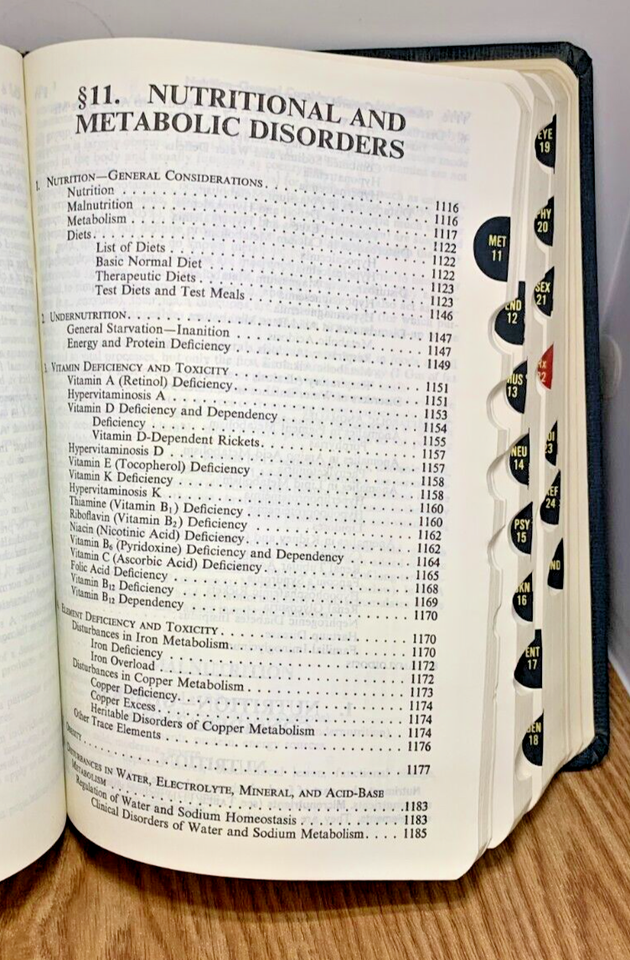 §11. NUTRITIONAL AND
METABOLIC DISORDERS
1. NUTRITION—GENERAL CONSIDERATIONS . . . . 1116
Nutrition . . . . 1116
Malnutrition . . . . 1117
Metabolism . . . . 1122
Diets . . . . 1122
List of Diets . . . . 1122
Basic Normal Diet . . . . 1123
Therapeutic Diets . . . . 1123
Test Diets and Test Meals . . . . 1146
2. UNDERNUTRITION . . . . 1147
General Starvation—Inanition . . . . 1147
Energy and Protein Deficiency . . . . 1149
3. VITAMIN DEFICIENCY AND TOXICITY . . . . 1151
Vitamin A (Retinol) Deficiency . . . . 1151
Hypervitaminosis A . . . . 1153
Vitamin D Deficiency and Dependency . . . . 1154
Deficiency . . . . 1155
Vitamin D-Dependent Rickets . . . . 1157
Hypervitaminosis D . . . . 1157
Vitamin E (Tocopherol) Deficiency . . . . 1158
Vitamin K Deficiency . . . . 1158
Hypervitaminosis K . . . . 1160
Thiamine (Vitamin B₁) Deficiency . . . . 1160
Riboflavin (Vitamin B₂) Deficiency . . . . 1162
Niacin (Nicotinic Acid) Deficiency . . . . 1162
Vitamin B₆ (Pyridoxine) Deficiency and Dependency . . . . 1164
Vitamin C (Ascorbic Acid) Deficiency . . . . 1165
Folic Acid Deficiency . . . . 1168
Vitamin B₁₂ Deficiency . . . . 1169
Vitamin B₁₂ Dependency . . . . 1170
ELEMENT DEFICIENCY AND TOXICITY . . . . 1170
Disturbances in Iron Metabolism . . . . 1170
Iron Deficiency . . . . 1172
Iron Overload . . . . 1172
Disturbances in Copper Metabolism . . . . 1173
Copper Deficiency . . . . 1174
Copper Excess . . . . 1174
Heritable Disorders of Copper Metabolism . . . . 1174
Other Trace Elements . . . . 1176
OBESITY . . . . 1177
DISTURBANCES IN WATER, ELECTROLYTE, MINERAL, AND ACID-BASE
METABOLISM . . . . 1183
Regulation of Water and Sodium Homeostasis . . . . 1183
Clinical Disorders of Water and Sodium Metabolism . . . . 1185
MET
11
12
13
NEU
14
PSY
15
16
ENT
17
18
EYE
19
20
SEX
21
24